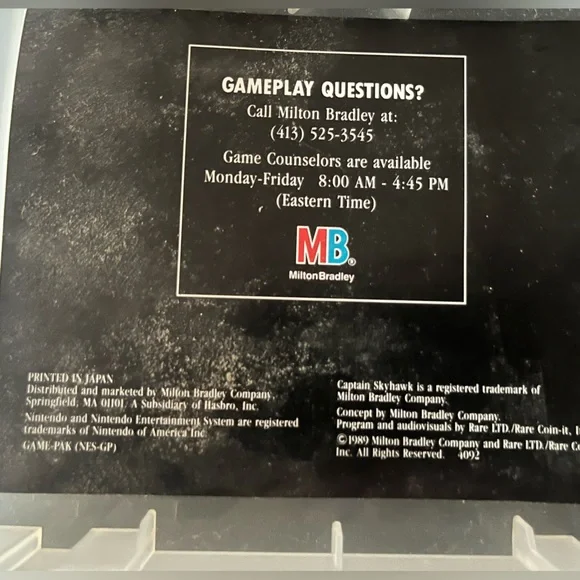 GAMEPLAY QUESTIONS?
Call Milton Bradley at:
(413) 525-3545
Game Counselors are available
Monday-Friday 8:00 AM - 4:45 PM
(Eastern Time)
MB®
MiltonBradley
PRINTED IN JAPAN
Distributed and marketed by Milton Bradley Company
Springfield, MA 01101. A Subsidiary of Hasbro, Inc.
Nintendo and Nintendo Entertainment System are registered
trademarks of Nintendo of America Inc.
GAME-PAK (NES-GP)
Captain Skyhawk is a registered trademark of
Milton Bradley Company.
Concept by Milton Bradley Company.
Program and audiovisuals by Rare LTD./Rare Coin-it,
©1989 Milton Bradley Company and Rare LTD./Rare
Inc. All Rights Reserved. 4092